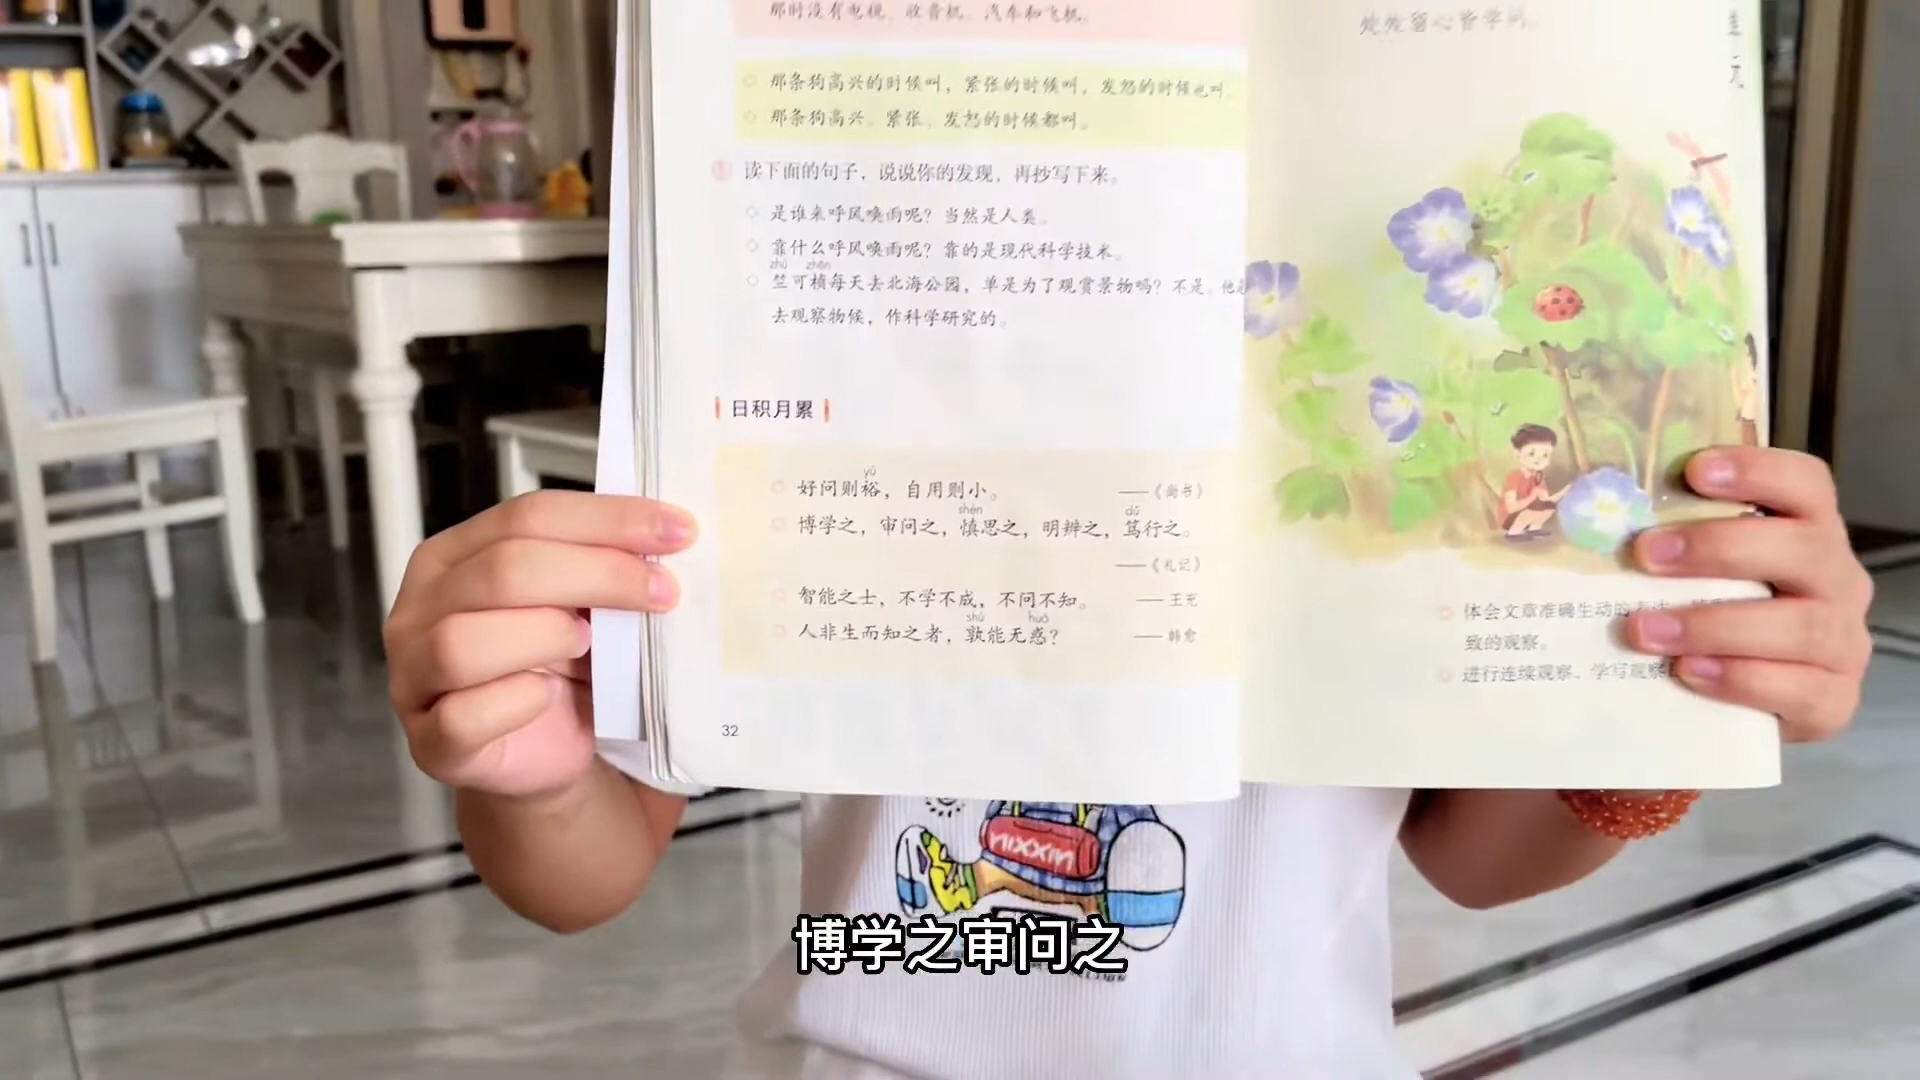 那时没有电视、收音机、汽车和飞机。
那条狗高兴的时候叫，紧张的时候叫，发怒的时候也叫。
那条狗高兴、紧张、发怒的时候都叫。
读下面的句子，说说你的发现，再抄写下来。
是谁来呼风唤雨呢？当然是人类。
靠什么呼风唤雨呢？靠的是现代科学技术。
zhú zhēn
竺可桢每天去北海公园，单是为了观赏景物吗？不是。他是
去观察物候，作科学研究的。
日积月累
yù
好问则裕，自用则小。 ——《尚书》
shèn dǔ
博学之，审问之，慎思之，明辨之，笃行之。
——《礼记》
智能之士，不学不成，不问不知。 ——王充
shú huò
人非生而知之者，孰能无惑？ ——韩愈
32
处处留心皆学问。
单元
体会文章准确生动的表达
致的观察。
进行连续观察，学写观察日
NIXXIN
博学之审问之